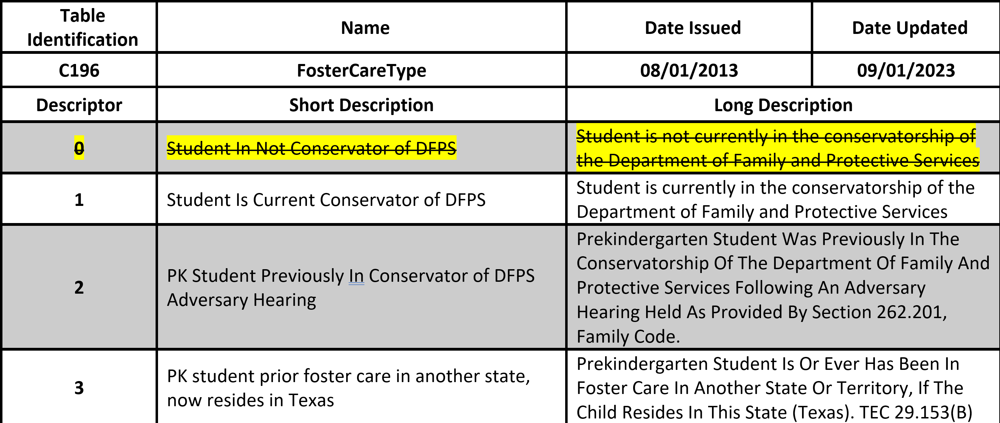 Table
Identification
Name
Date Issued
Date Updated
C196
FosterCareType
08/01/2013
09/01/2023
Descriptor
Short Description
Long Description
0
Student In Not Conservator of DFPS
Student is not currently in the conservatorship of
the Department of Family and Protective Services
1
Student Is Current Conservator of DFPS
Student is currently in the conservatorship of the
Department of Family and Protective Services
2
PK Student Previously In Conservator of DFPS
Adversary Hearing
Prekindergarten Student Was Previously In The
Conservatorship Of The Department Of Family And
Protective Services Following An Adversary
Hearing Held As Provided By Section 262.201,
Family Code.
3
PK student prior foster care in another state,
now resides in Texas
Prekindergarten Student Is Or Ever Has Been In
Foster Care In Another State Or Territory, If The
Child Resides In This State (Texas). TEC 29.153(B)